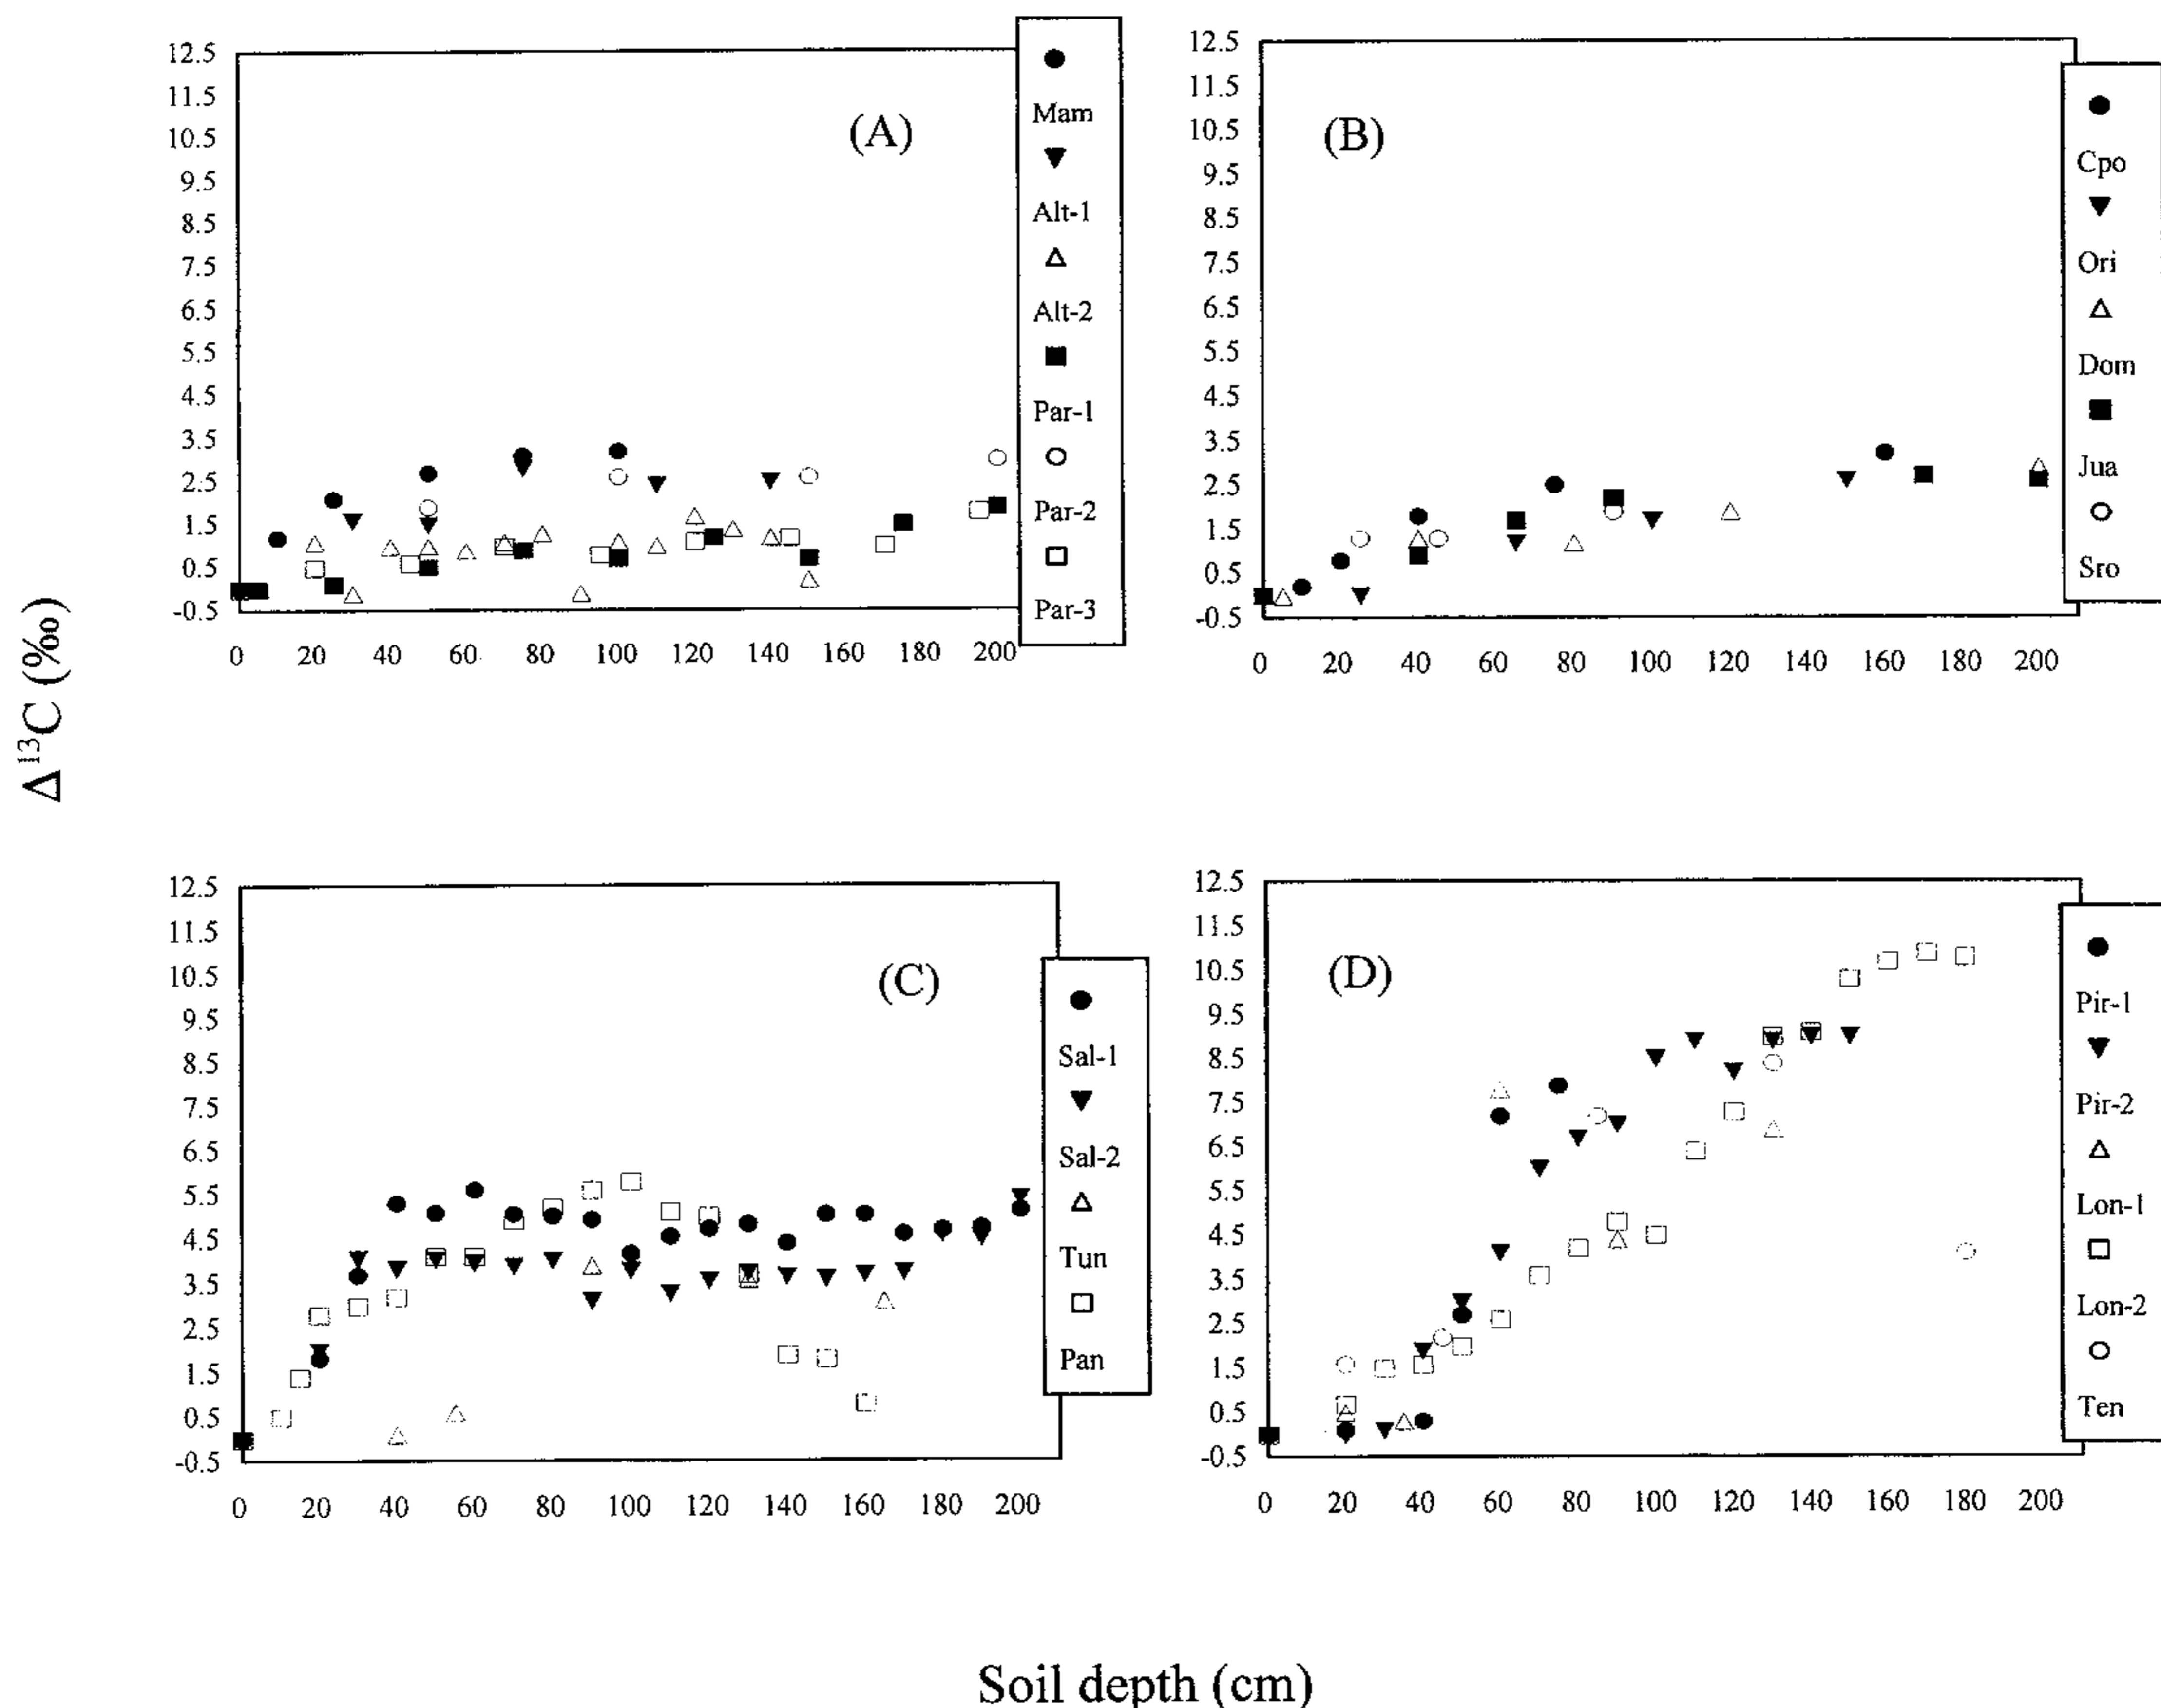 12.5
11.5
10.5
9.5
8.5
7.5
6.5
5.5
4.5
3.5
2.5
1.5
0.5
-0.5
0 20 40 60 80 100 120 140 160 180 200
(A)
Mam
Alt-1
Alt-2
Par-1
Par-2
Par-3
12.5
11.5
10.5
9.5
8.5
7.5
6.5
5.5
4.5
3.5
2.5
1.5
0.5
-0.5
0 20 40 60 80 100 120 140 160 180 200
(B)
Cpo
Ori
Dom
Jua
Sro
Δ¹³C (‰)
12.5
11.5
10.5
9.5
8.5
7.5
6.5
5.5
4.5
3.5
2.5
1.5
0.5
-0.5
0 20 40 60 80 100 120 140 160 180 200
(C)
Sal-1
Sal-2
Tun
Pan
12.5
11.5
10.5
9.5
8.5
7.5
6.5
5.5
4.5
3.5
2.5
1.5
0.5
-0.5
0 20 40 60 80 100 120 140 160 180 200
(D)
Pir-1
Pir-2
Lon-1
Lon-2
Ten
Soil depth (cm)